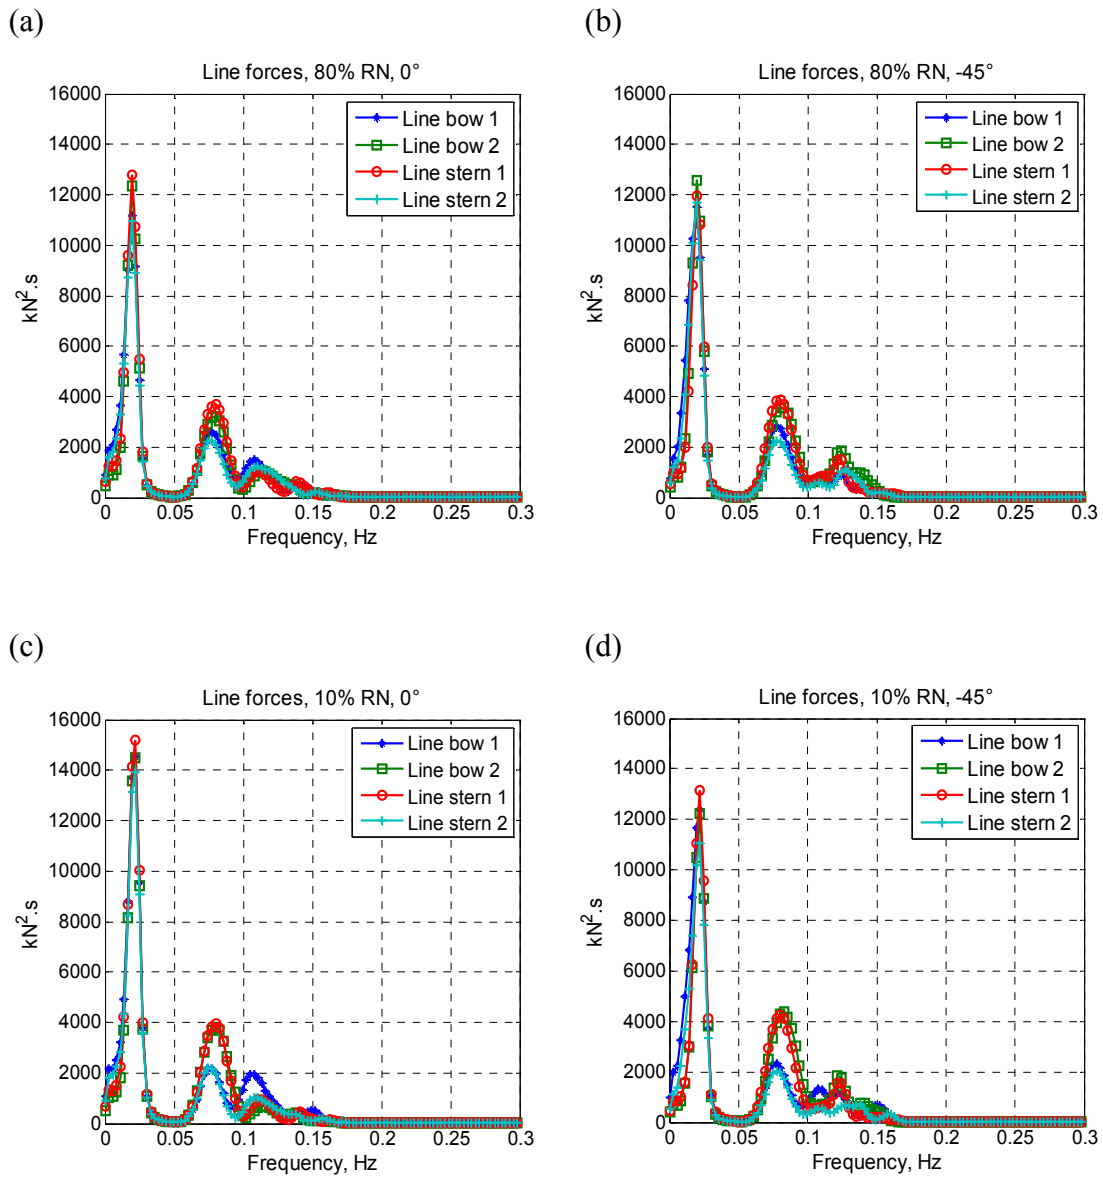 (a)
Line forces, 80% RN, 0°
16000
14000
12000
10000
8000
6000
4000
2000
0
kN².s
Line bow 1
Line bow 2
Line stern 1
Line stern 2
0 0.05 0.1 0.15 0.2 0.25 0.3
Frequency, Hz
(b)
Line forces, 80% RN, -45°
16000
14000
12000
10000
8000
6000
4000
2000
0
kN².s
Line bow 1
Line bow 2
Line stern 1
Line stern 2
0 0.05 0.1 0.15 0.2 0.25 0.3
Frequency, Hz
(c)
Line forces, 10% RN, 0°
16000
14000
12000
10000
8000
6000
4000
2000
0
kN².s
Line bow 1
Line bow 2
Line stern 1
Line stern 2
0 0.05 0.1 0.15 0.2 0.25 0.3
Frequency, Hz
(d)
Line forces, 10% RN, -45°
16000
14000
12000
10000
8000
6000
4000
2000
0
kN².s
Line bow 1
Line bow 2
Line stern 1
Line stern 2
0 0.05 0.1 0.15 0.2 0.25 0.3
Frequency, Hz